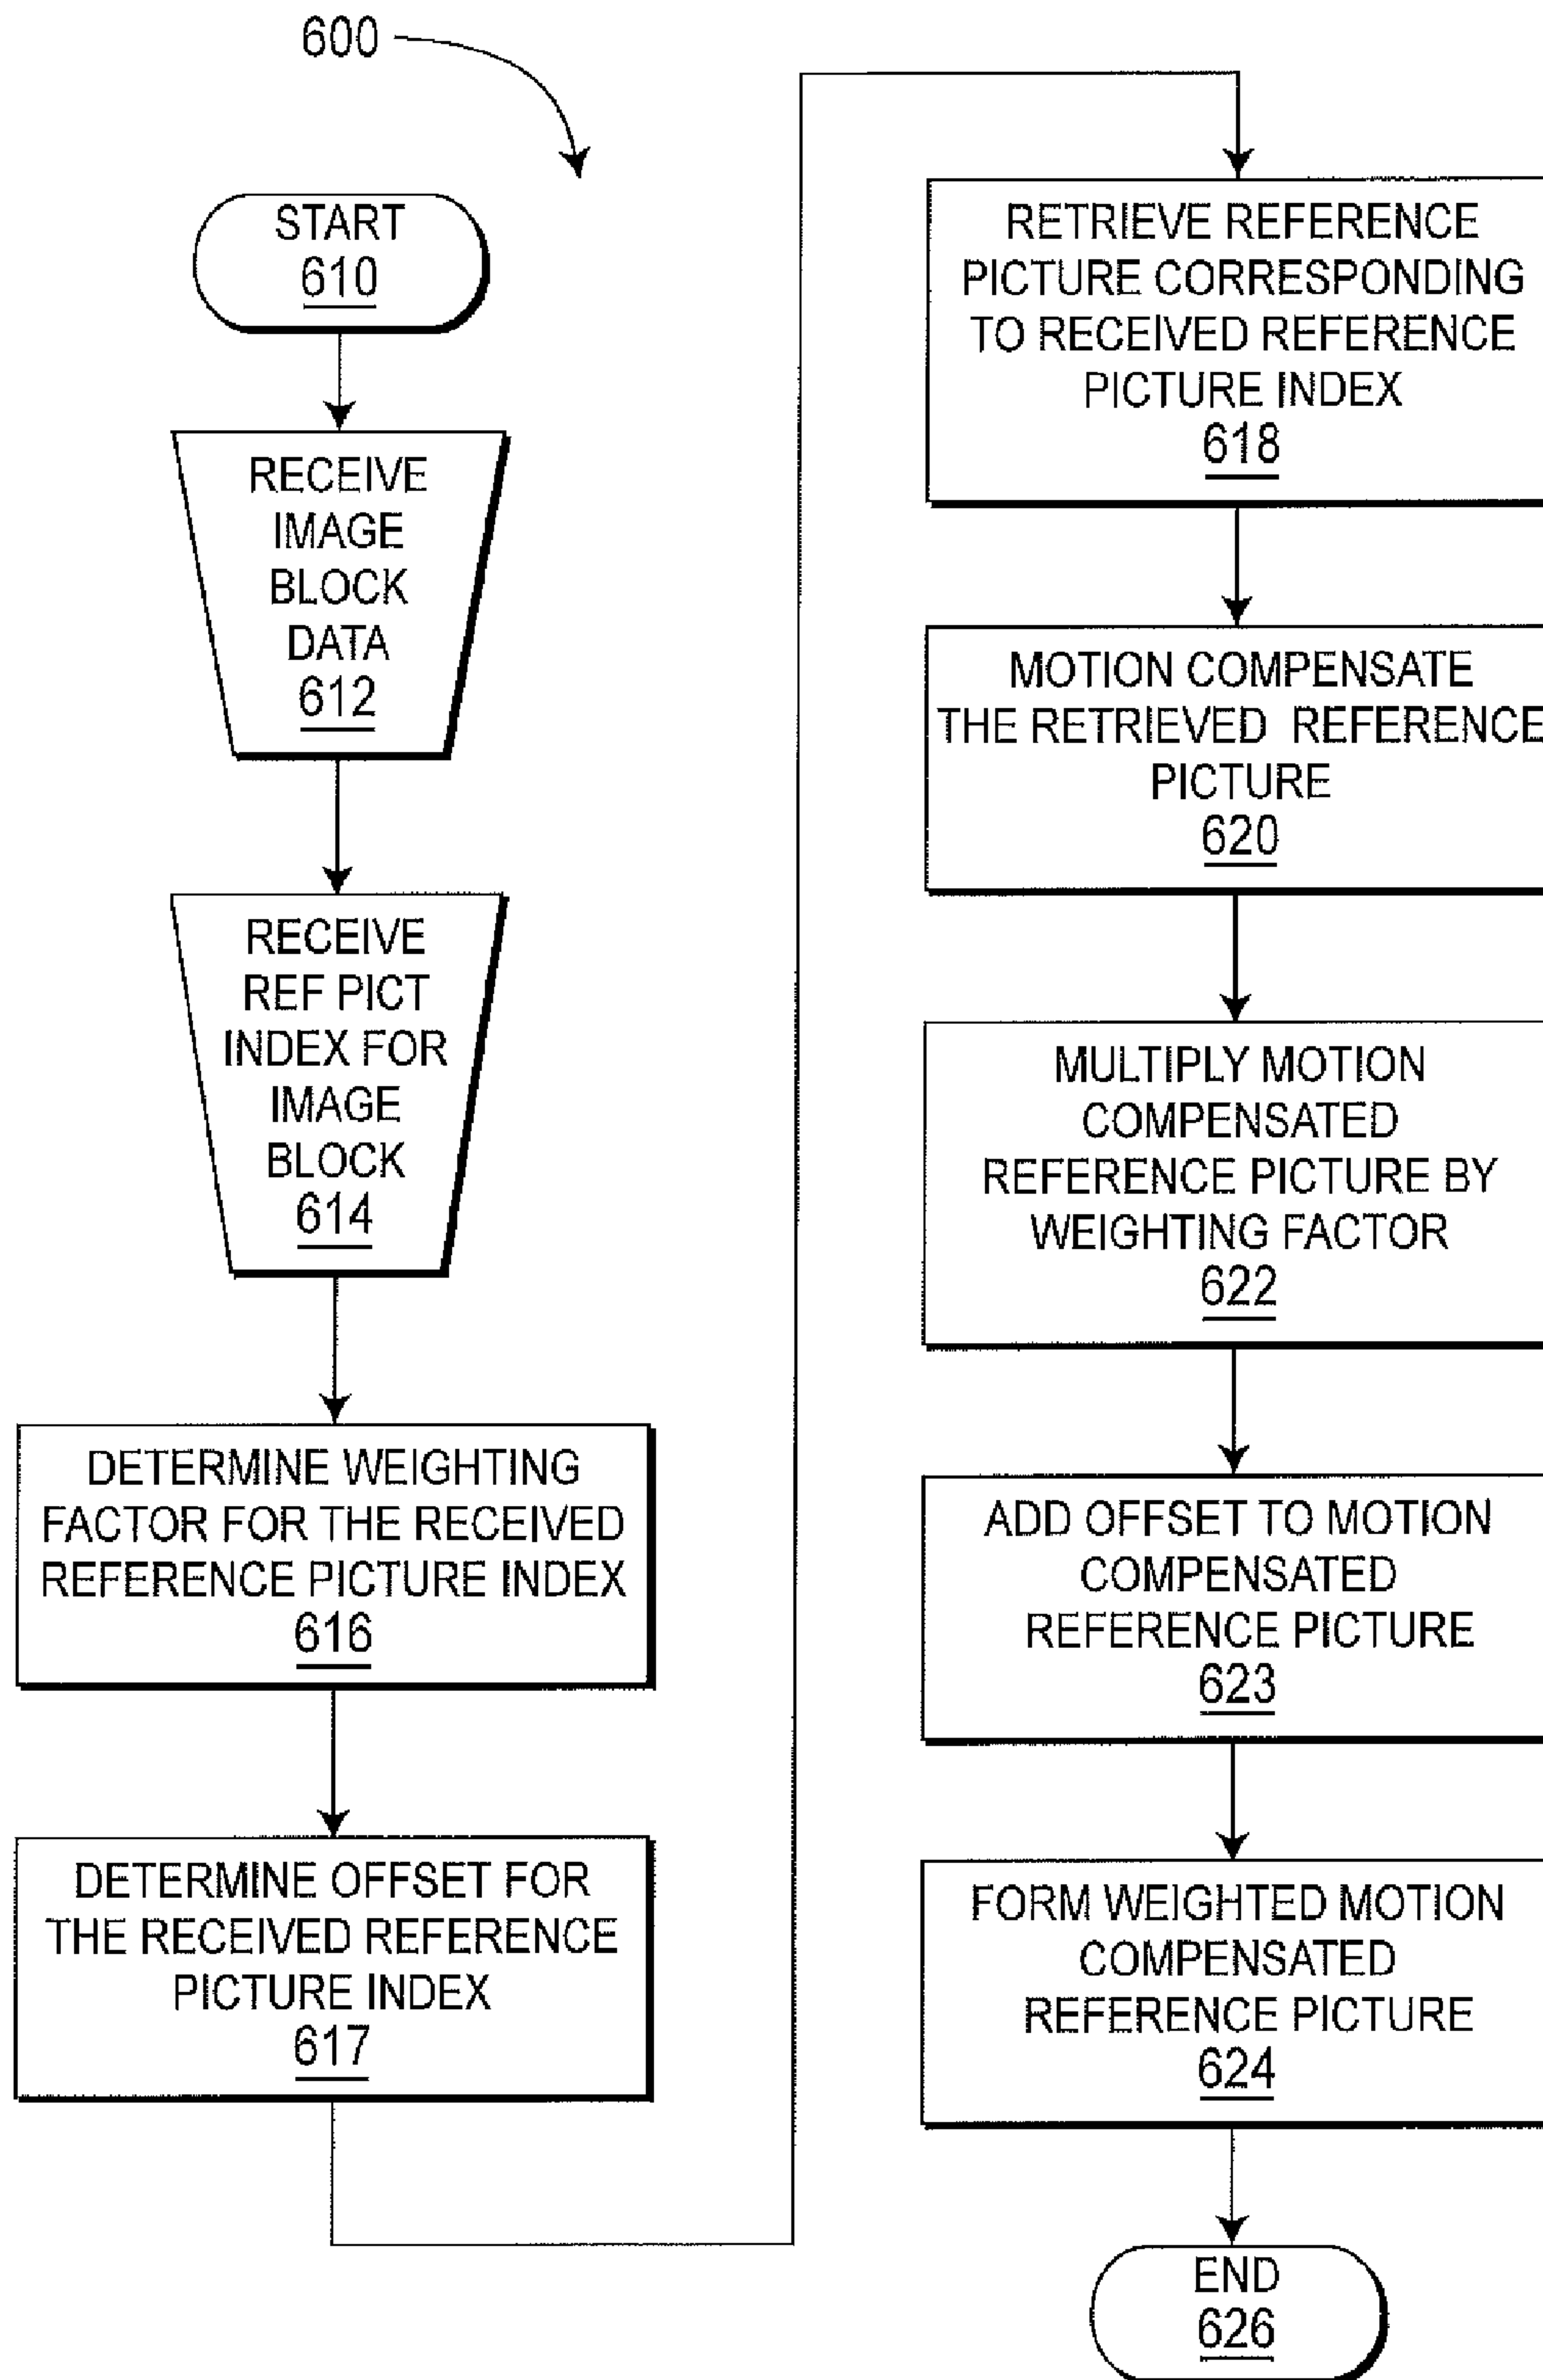 600
START
610
RECEIVE
IMAGE
BLOCK
DATA
612
RECEIVE
REF PICT
INDEX FOR
IMAGE
BLOCK
614
DETERMINE WEIGHTING
FACTOR FOR THE RECEIVED
REFERENCE PICTURE INDEX
616
DETERMINE OFFSET FOR
THE RECEIVED REFERENCE
PICTURE INDEX
617
RETRIEVE REFERENCE
PICTURE CORRESPONDING
TO RECEIVED REFERENCE
PICTURE INDEX
618
MOTION COMPENSATE
THE RETRIEVED REFERENCE
PICTURE
620
MULTIPLY MOTION
COMPENSATED
REFERENCE PICTURE BY
WEIGHTING FACTOR
622
ADD OFFSET TO MOTION
COMPENSATED
REFERENCE PICTURE
623
FORM WEIGHTED MOTION
COMPENSATED
REFERENCE PICTURE
624
END
626